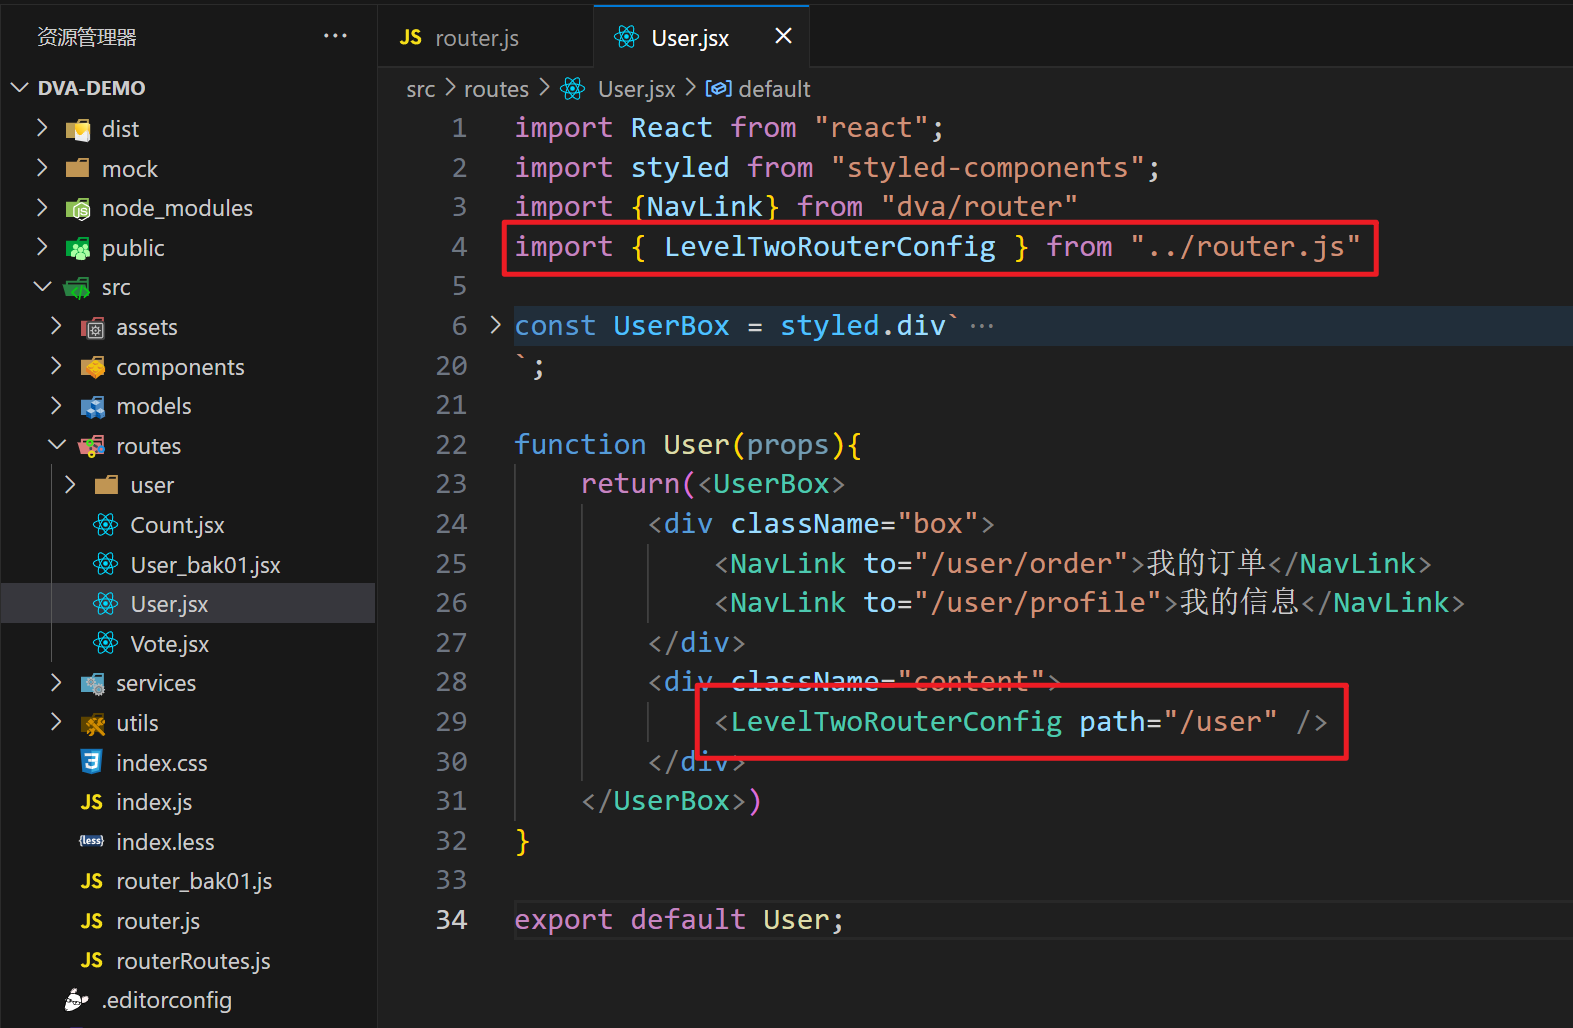 资源管理器
DVA-DEMO
dist
mock
node_modules
public
src
assets
components
models
routes
user
Count.jsx
User_bak01.jsx
User.jsx
Vote.jsx
services
utils
index.css
index.js
index.less
router_bak01.js
router.js
routerRoutes.js
.editorconfig
JS router.js
User.jsx
src > routes > User.jsx > default
1 import React from "react";
2 import styled from "styled-components";
3 import {NavLink} from "dva/router"
4 import { LevelTwoRouterConfig } from "../router.js"
5
6 const UserBox = styled.div` ···
20 `;
21
22 function User(props){
23 return(<UserBox>
24 <div className="box">
25 <NavLink to="/user/order">我的订单</NavLink>
26 <NavLink to="/user/profile">我的信息</NavLink>
27 </div>
28 <div className="content">
29 <LevelTwoRouterConfig path="/user" />
30 </div>
31 </UserBox>)
32 }
33
34 export default User;